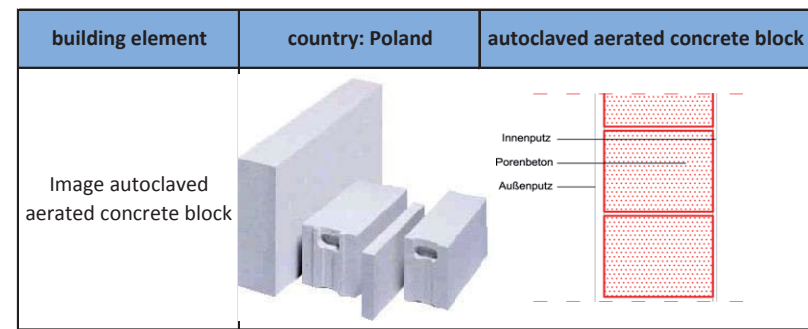 building element
country: Poland
autoclaved aerated concrete block
Image autoclaved
aerated concrete block
Innenputz
Porenbeton
Außenputz